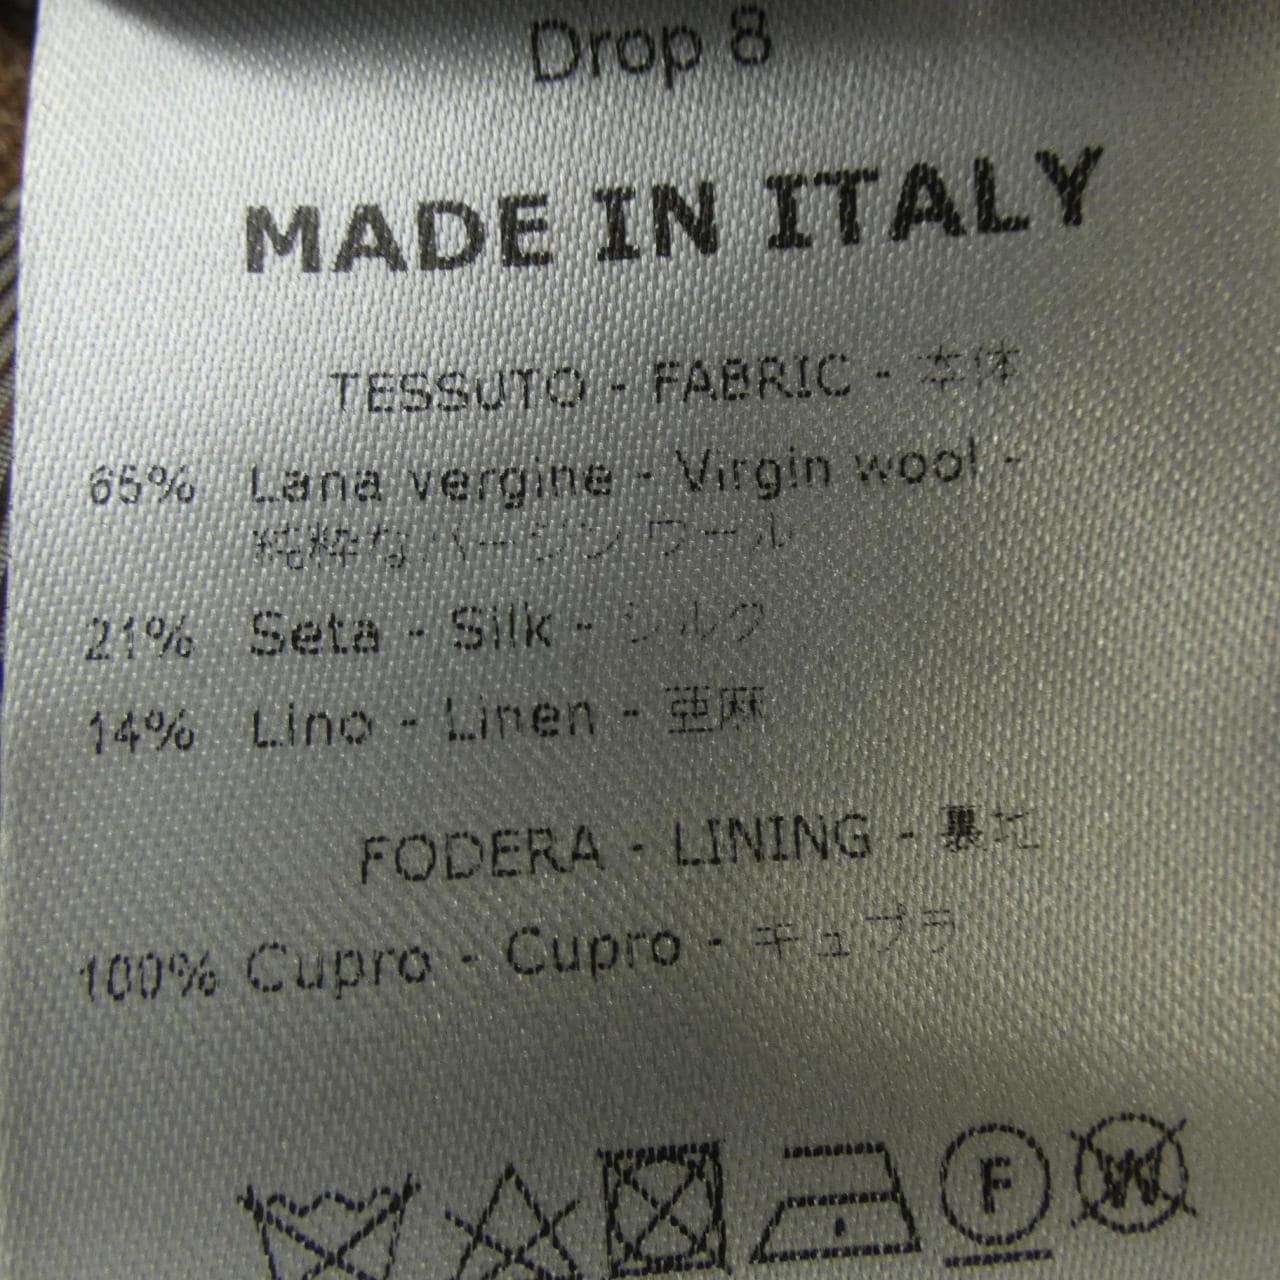 Drop 8
MADE IN ITALY
TESSUTO - FABRIC - 本体
65% Lana vergine - Virgin wool -
純粋なバージン ウール
21% Seta - Silk - シルク
14% Lino - Linen - 亜麻
FODERA - LINING - 裏地
100% Cupro - Cupro - キュプラ
F W